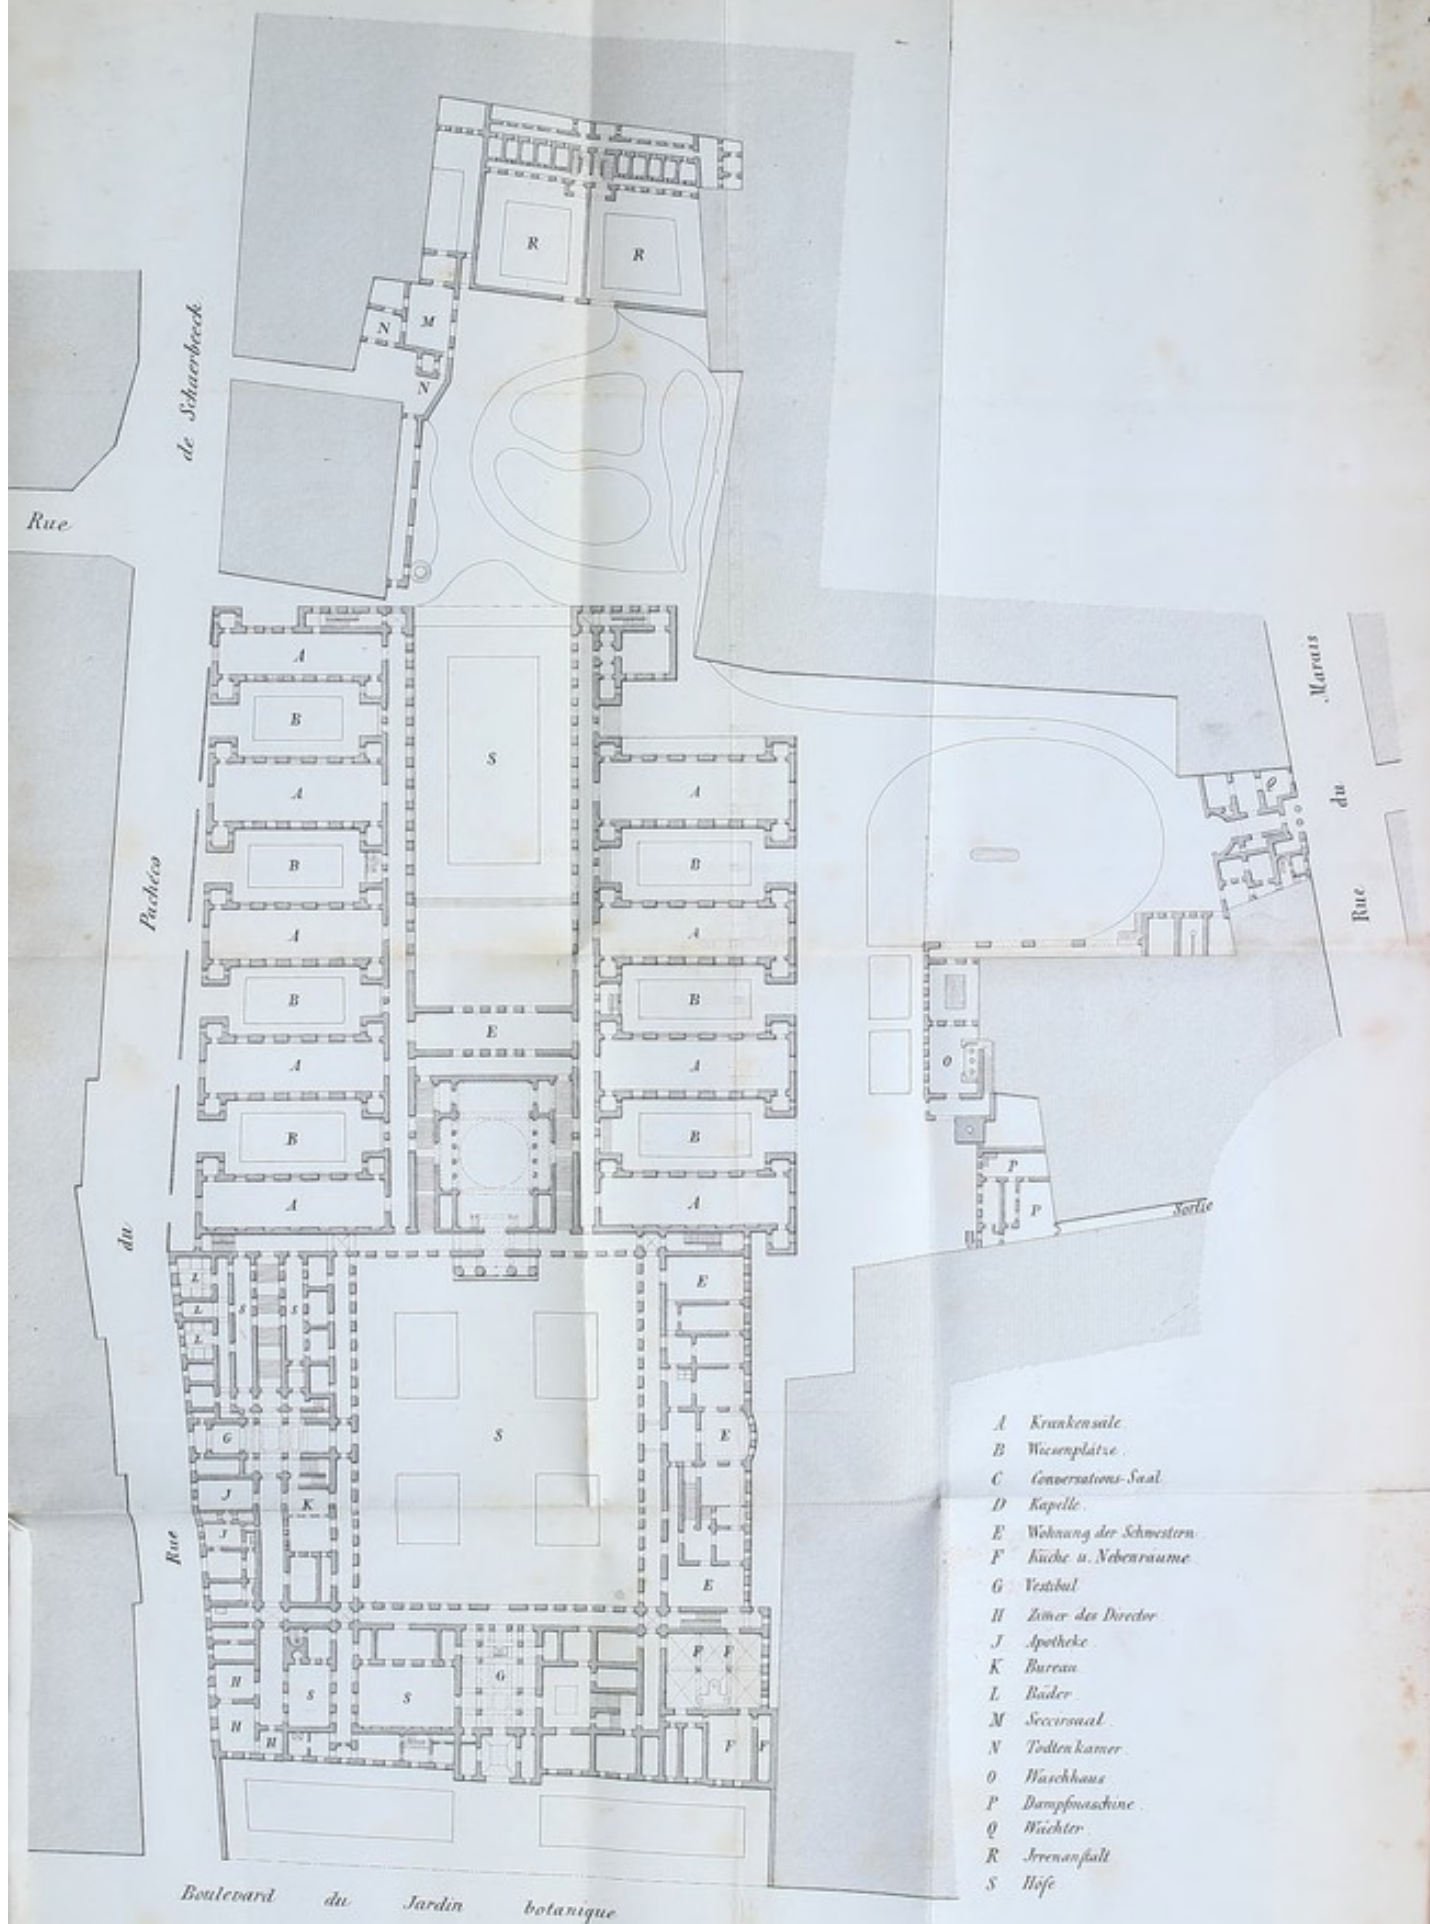 R
R
N
M
N
de Schaerbeeck
Rue
A
B
S
A
A
B
B
Pachéco
A
A
B
B
E
A
A
O
B
B
P
A
A
P
Sortie
du
Marais
du
Rue
Q
L
L
L
S
S
E
G
S
E
J
K
J
Rue
E
F F
H
S
S
G
H
H
F F
A Krankensäle.
B Wiesenplätze.
C Conversations-Saal.
D Kapelle.
E Wohnung der Schwestern.
F Küche u. Nebenräume.
G Vestibul
H Zimer des Director
J Apotheke.
K Bureau.
L Bäder.
M Seccirsaal.
N Todtenkamer.
O Waschhaus
P Dampfmaschine.
Q Wächter.
R Irrenanstalt
S Höfe
Boulevard du Jardin botanique